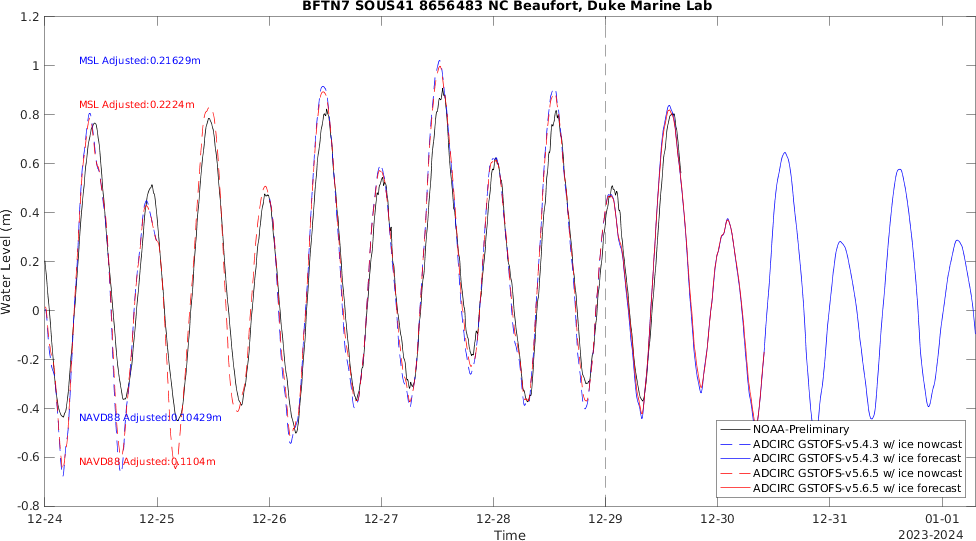 BFTN7 SOUS41 8656483 NC Beaufort, Duke Marine Lab
1.2
1
0.8
0.6
0.4
0.2
0
-0.2
-0.4
-0.6
-0.8
Water Level (m)
MSL Adjusted:0.21629m
MSL Adjusted:0.2224m
NAVD88 Adjusted:0.10429m
NAVD88 Adjusted:0.1104m
NOAA-Preliminary
ADCIRC GSTOFS-v5.4.3 w/ ice nowcast
ADCIRC GSTOFS-v5.4.3 w/ ice forecast
ADCIRC GSTOFS-v5.6.5 w/ ice nowcast
ADCIRC GSTOFS-v5.6.5 w/ ice forecast
12-24 12-25 12-26 12-27 12-28 12-29 12-30 12-31 01-01
Time
2023-2024